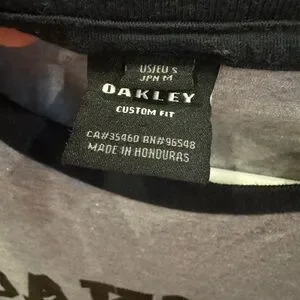 US/EU S
JPN M
OAKLEY
CUSTOM FIT
CA#35460 RN#96548
MADE IN HONDURAS